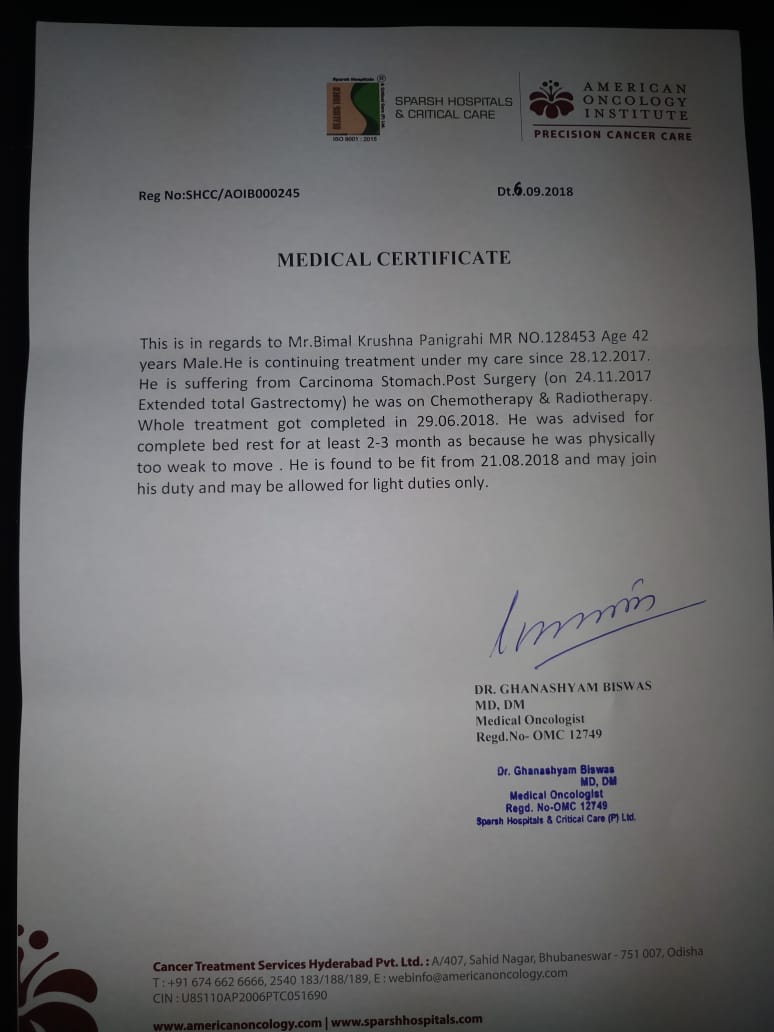 Sparsh Hospitals ®
HEALING TOUCH
& Critical Care (P) Ltd.
ISO 9001 : 2015
SPARSH HOSPITALS
& CRITICAL CARE
AMERICAN
ONCOLOGY
INSTITUTE
PRECISION CANCER CARE
Reg No:SHCC/AOIB000245
Dt.6.09.2018
MEDICAL CERTIFICATE
This is in regards to Mr.Bimal Krushna Panigrahi MR NO.128453 Age 42
years Male.He is continuing treatment under my care since 28.12.2017.
He is suffering from Carcinoma Stomach.Post Surgery (on 24.11.2017
Extended total Gastrectomy) he was on Chemotherapy & Radiotherapy.
Whole treatment got completed in 29.06.2018. He was advised for
complete bed rest for at least 2-3 month as because he was physically
too weak to move . He is found to be fit from 21.08.2018 and may join
his duty and may be allowed for light duties only.
DR. GHANASHYAM BISWAS
MD, DM
Medical Oncologist
Regd.No- OMC 12749
Dr. Ghanashyam Biswas
MD, DM
Medical Oncologist
Regd. No-OMC 12749
Sparsh Hospitals & Critical Care (P) Ltd.
Cancer Treatment Services Hyderabad Pvt. Ltd. : A/407, Sahid Nagar, Bhubaneswar - 751 007, Odisha
T : +91 674 662 6666, 2540 183/188/189, E : webinfo@americanoncology.com
CIN : U85110AP2006PTC051690
www.americanoncology.com | www.sparshhospitals.com